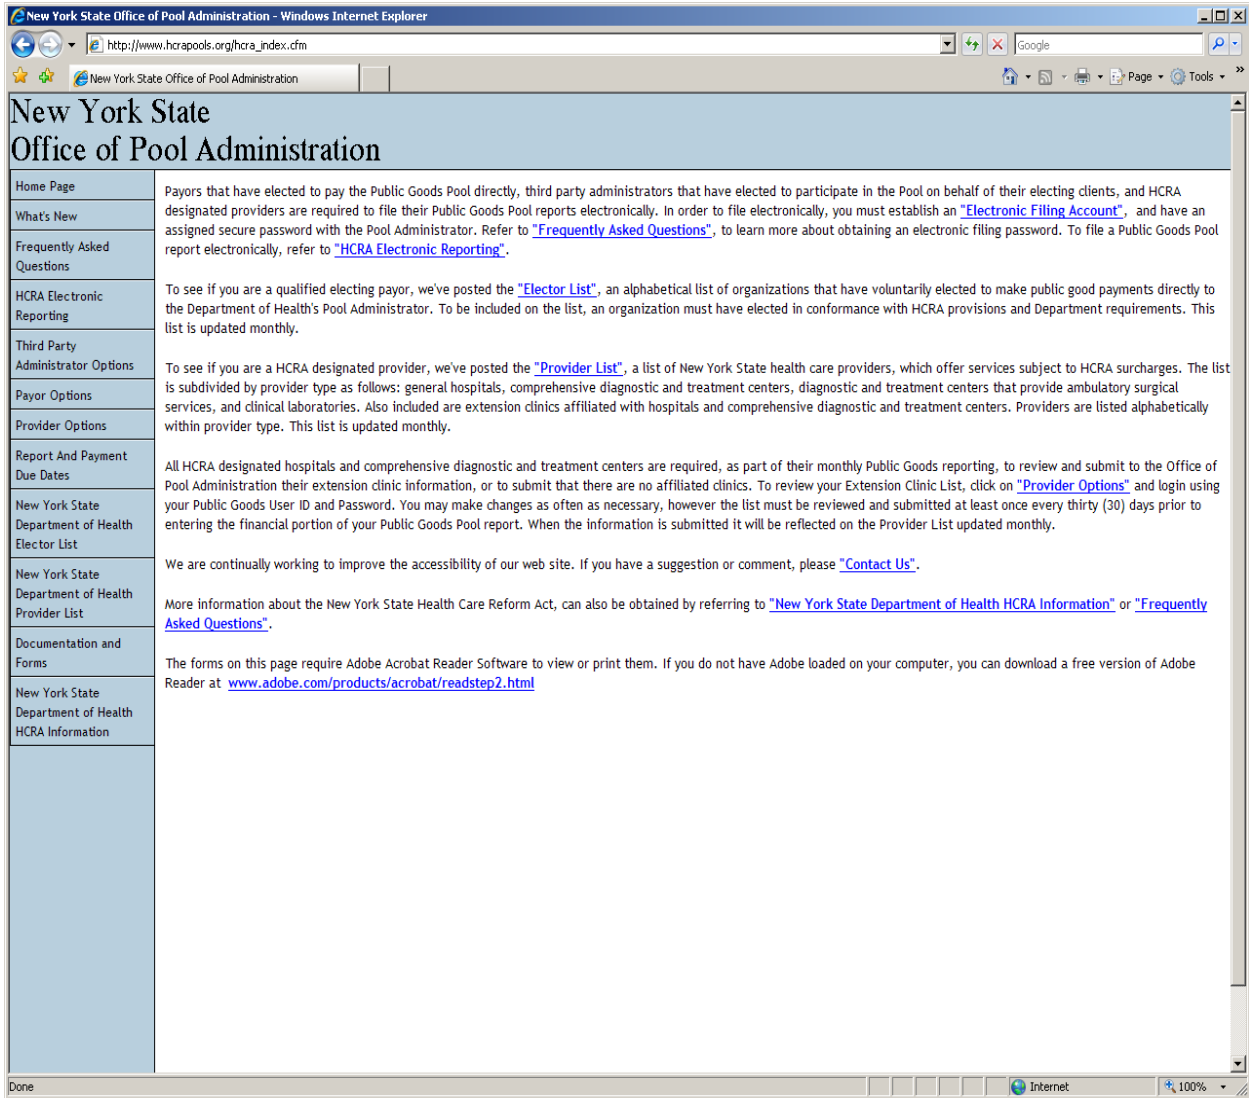 New York State Office of Pool Administration - Windows Internet Explorer
http://www.hcrapools.org/hcra_index.cfm
Google
New York State Office of Pool Administration
Page
Tools
New York State
Office of Pool Administration
Home Page
What's New
Frequently Asked
Questions
HCRA Electronic
Reporting
Third Party
Administrator Options
Payor Options
Provider Options
Report And Payment
Due Dates
New York State
Department of Health
Elector List
New York State
Department of Health
Provider List
Documentation and
Forms
New York State
Department of Health
HCRA Information
Payors that have elected to pay the Public Goods Pool directly, third party administrators that have elected to participate in the Pool on behalf of their electing clients, and HCRA
designated providers are required to file their Public Goods Pool reports electronically. In order to file electronically, you must establish an "Electronic Filing Account", and have an
assigned secure password with the Pool Administrator. Refer to "Frequently Asked Questions", to learn more about obtaining an electronic filing password. To file a Public Goods Pool
report electronically, refer to "HCRA Electronic Reporting".
To see if you are a qualified electing payor, we've posted the "Elector List", an alphabetical list of organizations that have voluntarily elected to make public good payments directly to
the Department of Health's Pool Administrator. To be included on the list, an organization must have elected in conformance with HCRA provisions and Department requirements. This
list is updated monthly.
To see if you are a HCRA designated provider, we've posted the "Provider List", a list of New York State health care providers, which offer services subject to HCRA surcharges. The list
is subdivided by provider type as follows: general hospitals, comprehensive diagnostic and treatment centers, diagnostic and treatment centers that provide ambulatory surgical
services, and clinical laboratories. Also included are extension clinics affiliated with hospitals and comprehensive diagnostic and treatment centers. Providers are listed alphabetically
within provider type. This list is updated monthly.
All HCRA designated hospitals and comprehensive diagnostic and treatment centers are required, as part of their monthly Public Goods reporting, to review and submit to the Office of
Pool Administration their extension clinic information, or to submit that there are no affiliated clinics. To review your Extension Clinic List, click on "Provider Options" and login using
your Public Goods User ID and Password. You may make changes as often as necessary, however the list must be reviewed and submitted at least once every thirty (30) days prior to
entering the financial portion of your Public Goods Pool report. When the information is submitted it will be reflected on the Provider List updated monthly.
We are continually working to improve the accessibility of our web site. If you have a suggestion or comment, please "Contact Us".
More information about the New York State Health Care Reform Act, can also be obtained by referring to "New York State Department of Health HCRA Information" or "Frequently
Asked Questions".
The forms on this page require Adobe Acrobat Reader Software to view or print them. If you do not have Adobe loaded on your computer, you can download a free version of Adobe
Reader at www.adobe.com/products/acrobat/readstep2.html
Done
Internet
100%